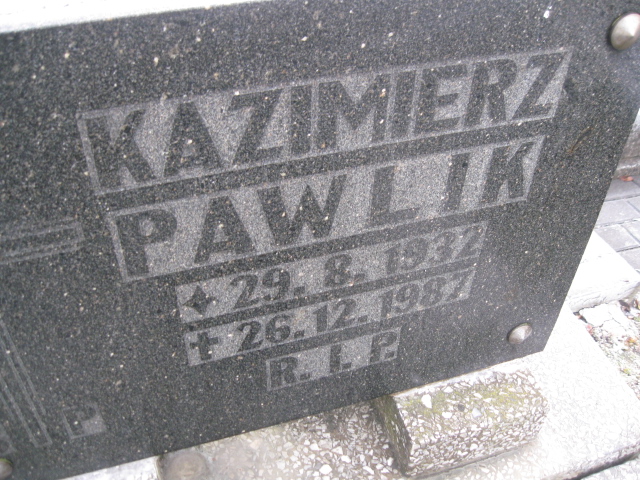 KAZIMIERZ
PAWLIK
✦ 29. 8. 1932
✝ 26. 12. 1987
R. I. P.